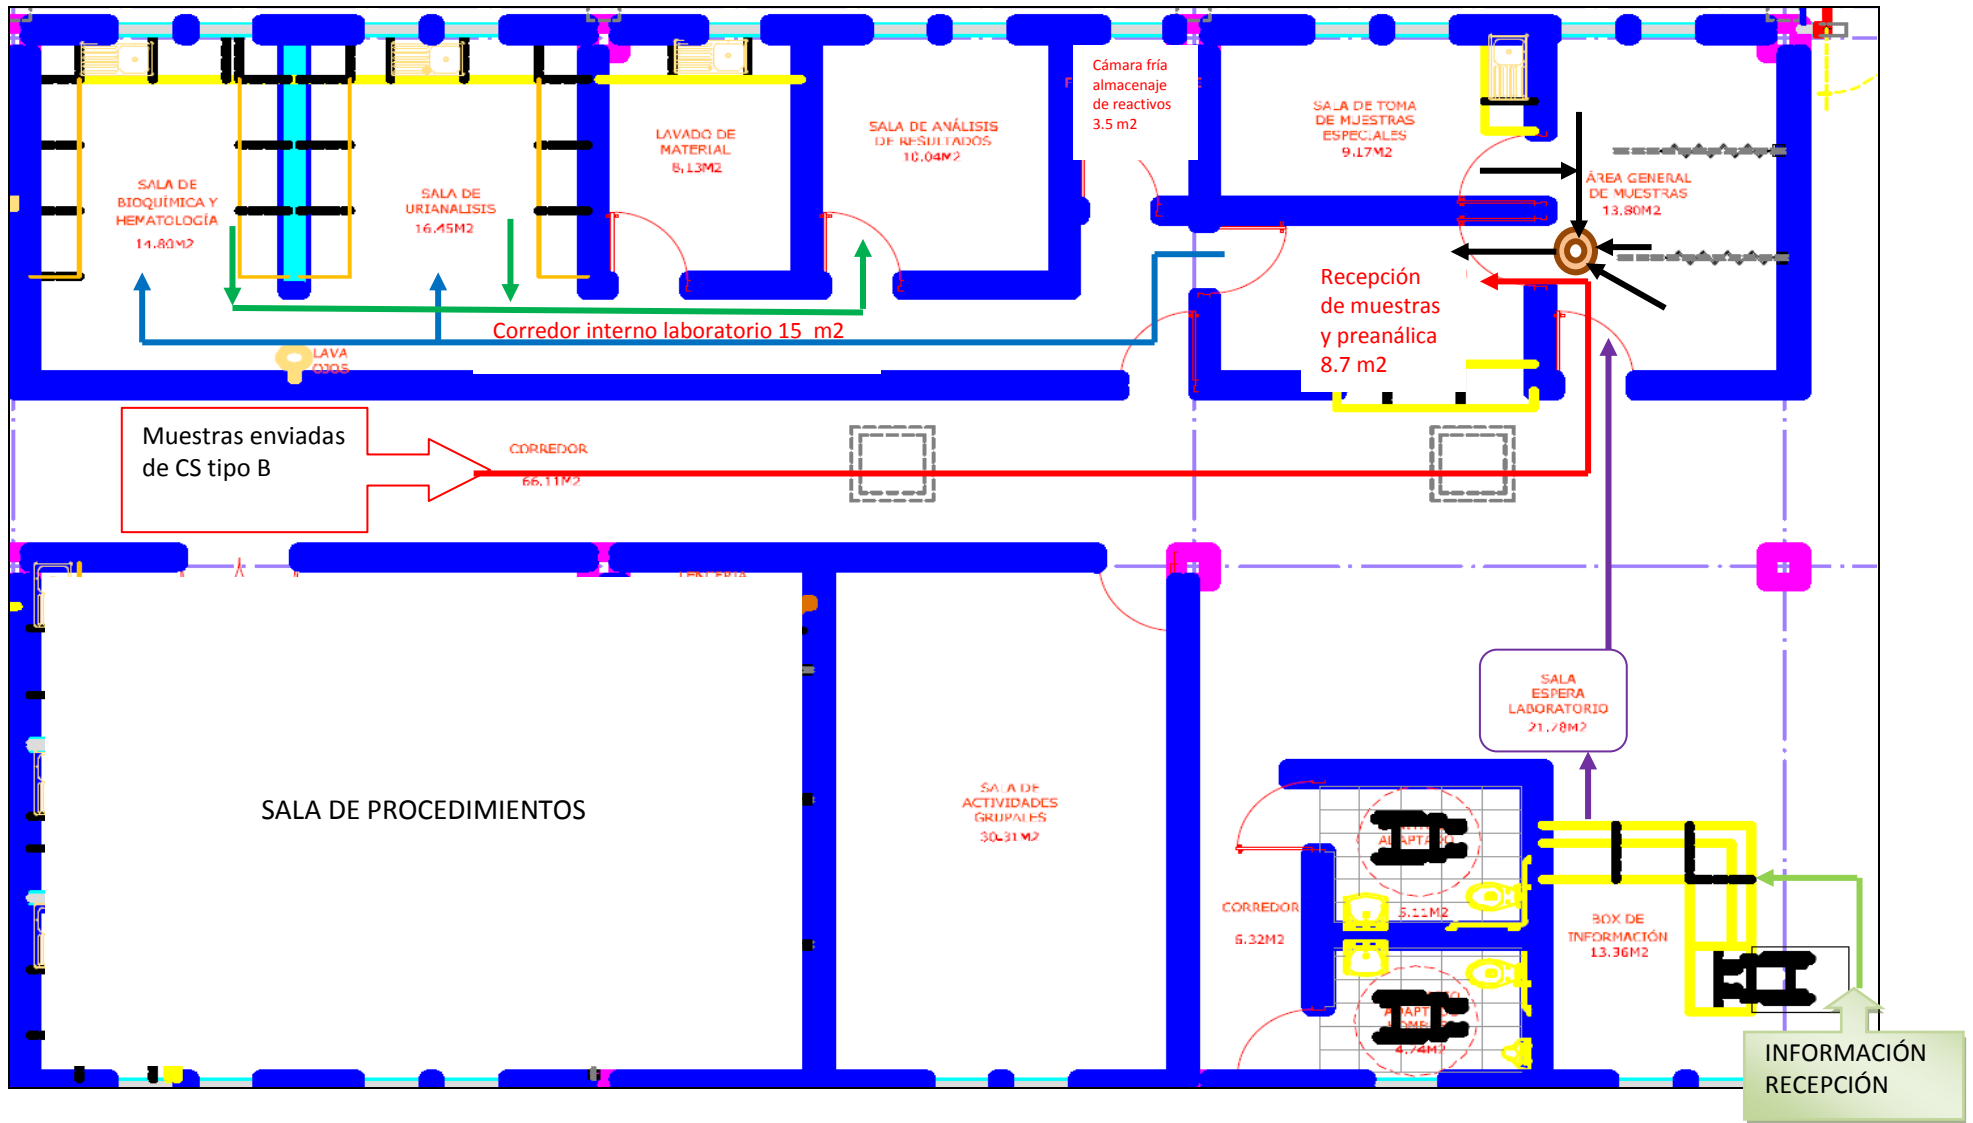 Cámara fría
almacenaje
de reactivos
3.5 m2
SALA DE TOMA
DE MUESTRAS
ESPECIALES
9.17M2
LAVADO DE
MATERIAL
8,13M2
SALA DE ANÁLISIS
DE RESULTADOS
10.04M2
SALA DE
BIOQUÍMICA Y
HEMATOLOGÍA
14.80M2
SALA DE
URIANALISIS
16.45M2
ÁREA GENERAL
DE MUESTRAS
13.80M2
Recepción
de muestras
y preanálica
8.7 m2
Corredor interno laboratorio 15 m2
LAVA
OJOS
Muestras enviadas
de CS tipo B
CORREDOR
66.11M2
SALA
ESPERA
LABORATORIO
21.78M2
SALA DE PROCEDIMIENTOS
SALA DE
ACTIVIDADES
GRUPALES
30.31M2
ADAPTADO
5.11M2
CORREDOR
6.32M2
BOX DE
INFORMACIÓN
13.36M2
4.74M2
INFORMACIÓN
RECEPCIÓN